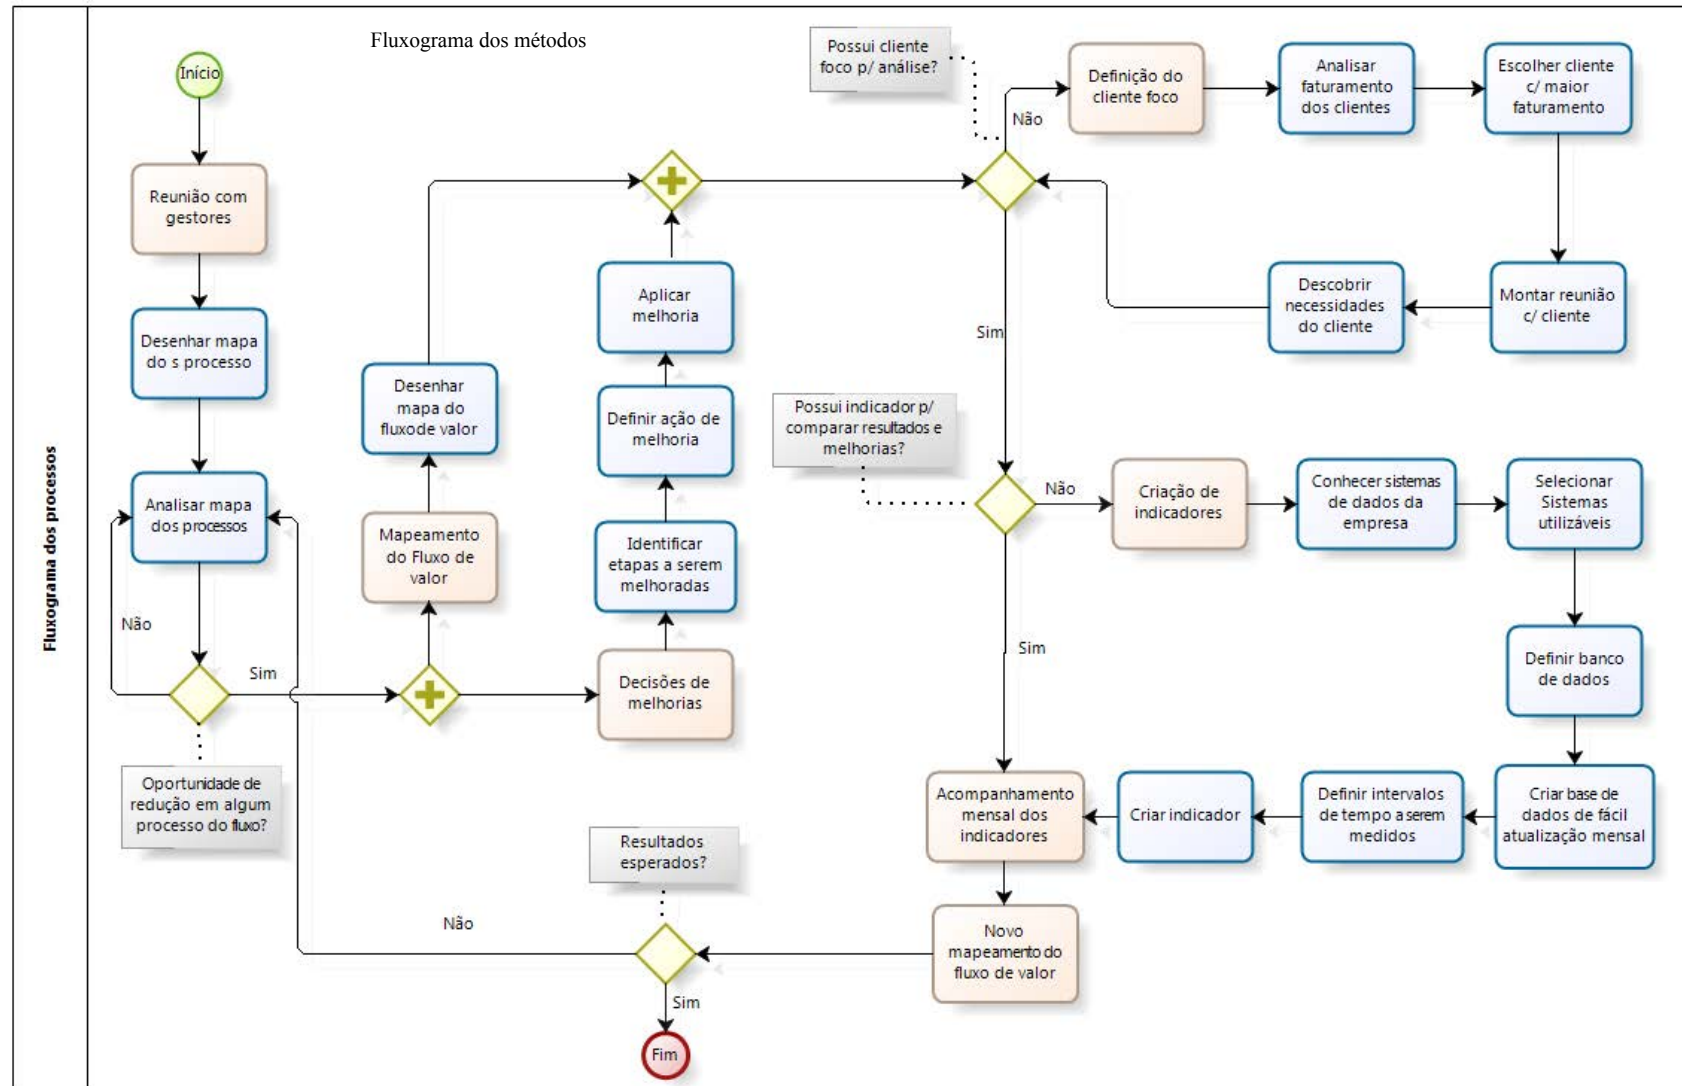 Fluxograma dos processos
Fluxograma dos métodos
Início
Reunião com
gestores
Desenhar mapa
do s processo
Analisar mapa
dos processos
Não
Sim
Oportunidade de
redução em algum
processo do fluxo?
Mapeamento
do Fluxo de
valor
Desenhar
mapa do
fluxode valor
Decisões de
melhorias
Identificar
etapas a serem
melhoradas
Definir ação de
melhoria
Aplicar
melhoria
Possui cliente
foco p/ análise?
Não
Definição do
cliente foco
Analisar
faturamento
dos clientes
Escolher cliente
c/ maior
faturamento
Montar reunião
c/ cliente
Descobrir
necessidades
do cliente
Sim
Possui indicador p/
comparar resultados e
melhorias?
Não
Criação de
indicadores
Conhecer sistemas
de dados da
empresa
Selecionar
Sistemas
utilizáveis
Definir banco
de dados
Criar base de
dados de fácil
atualização mensal
Definir intervalos
de tempo a serem
medidos
Criar indicador
Sim
Acompanhamento
mensal dos
indicadores
Novo
mapeamento do
fluxo de valor
Resultados
esperados?
Não
Sim
Fim